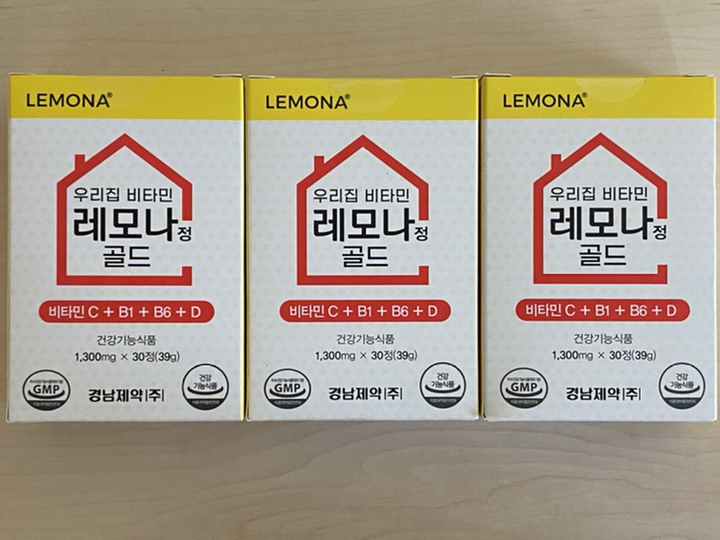 LEMONA®
우리집 비타민
레모나정
골드
비타민 C + B1 + B6 + D
건강기능식품
1,300mg × 30정(39g)
GMP
경남제약(주)
건강
기능식품
LEMONA®
우리집 비타민
레모나정
골드
비타민 C + B1 + B6 + D
건강기능식품
1,300mg × 30정(39g)
GMP
경남제약(주)
건강
기능식품
LEMONA®
우리집 비타민
레모나정
골드
비타민 C + B1 + B6 + D
건강기능식품
1,300mg × 30정(39g)
GMP
경남제약(주)
건강
기능식품